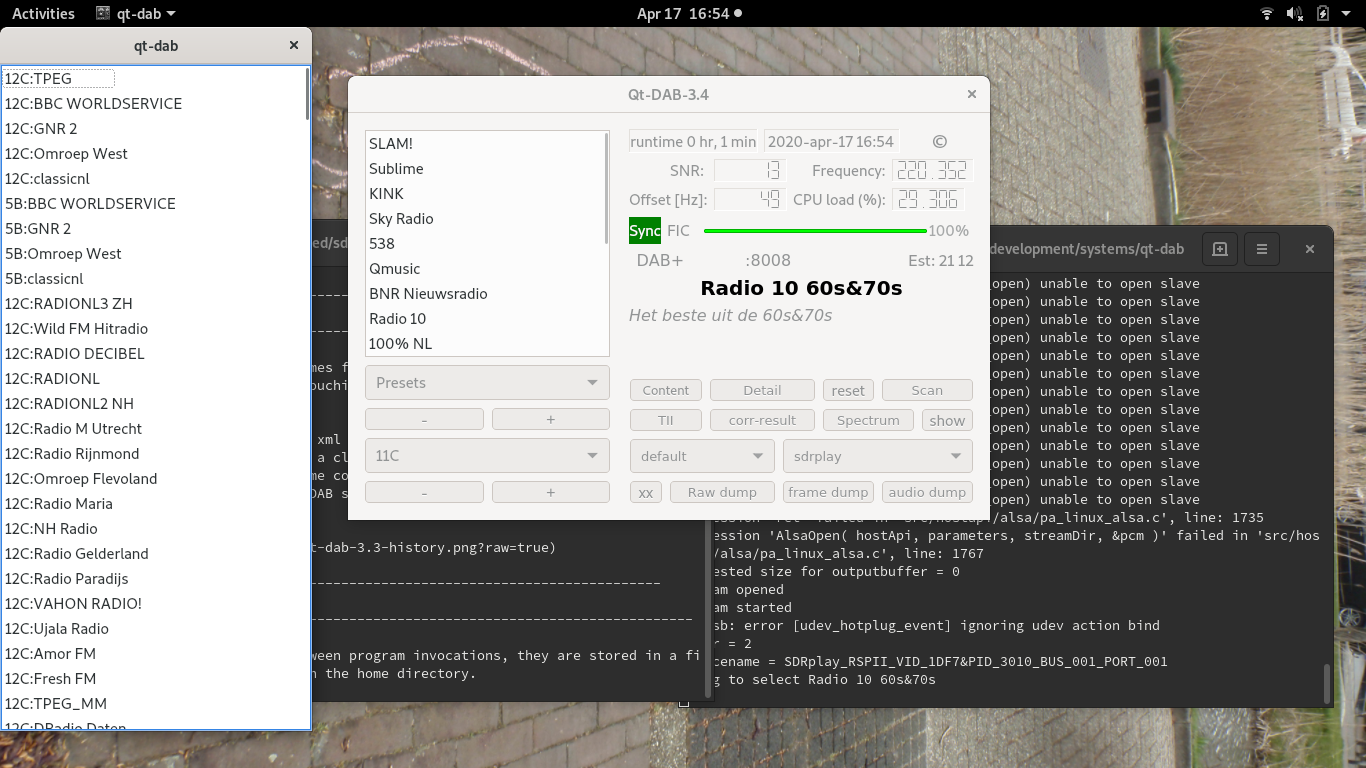 Activities
qt-dab
Apr 17 16:54
qt-dab
12C:TPEG
12C:BBC WORLDSERVICE
12C:GNR 2
12C:Omroep West
12C:classicnl
5B:BBC WORLDSERVICE
5B:GNR 2
5B:Omroep West
5B:classicnl
12C:RADIONL3 ZH
12C:Wild FM Hitradio
12C:RADIO DECIBEL
12C:RADIONL
12C:RADIONL2 NH
12C:Radio M Utrecht
12C:Radio Rijnmond
12C:Omroep Flevoland
12C:Radio Maria
12C:NH Radio
12C:Radio Gelderland
12C:Radio Paradijs
12C:VAHON RADIO!
12C:Ujala Radio
12C:Amor FM
12C:Fresh FM
12C:TPEG_MM
12C:DRadio Daten
Qt-DAB-3.4
SLAM!
Sublime
KINK
Sky Radio
538
Qmusic
BNR Nieuwsradio
Radio 10
100% NL
Presets
- +
11C
- +
runtime 0 hr, 1 min 2020-apr-17 16:54 ©
SNR: 13 Frequency: 220.352
Offset [Hz]: 49 CPU load (%): 29.306
Sync FIC 100%
DAB+ :8008 Est: 21 12
Radio 10 60s&70s
Het beste uit de 60s&70s
Content Detail reset Scan
TII corr-result Spectrum show
default sdrplay
xx Raw dump frame dump audio dump
ed/sd
mes f
ouchi
xml
a cl
me co
DAB s
t-dab-3.3-history.png?raw=true)
ween program invocations, they are stored in a fi
n the home directory.
development/systems/qt-dab
open) unable to open slave
open) unable to open slave
open) unable to open slave
open) unable to open slave
open) unable to open slave
open) unable to open slave
open) unable to open slave
open) unable to open slave
open) unable to open slave
open) unable to open slave
open) unable to open slave
open) unable to open slave
open) unable to open slave
line: 1735
ession 'AlsaOpen( hostApi, parameters, streamDir, &pcm )' failed in 'src/hos
/alsa/pa_linux_alsa.c', line: 1767
ested size for outputbuffer = 0
am opened
am started
sb: error [udev_hotplug_event] ignoring udev action bind
r = 2
cename = SDRplay_RSPII_VID_1DF7&PID_3010_BUS_001_PORT_001
g to select Radio 10 60s&70s